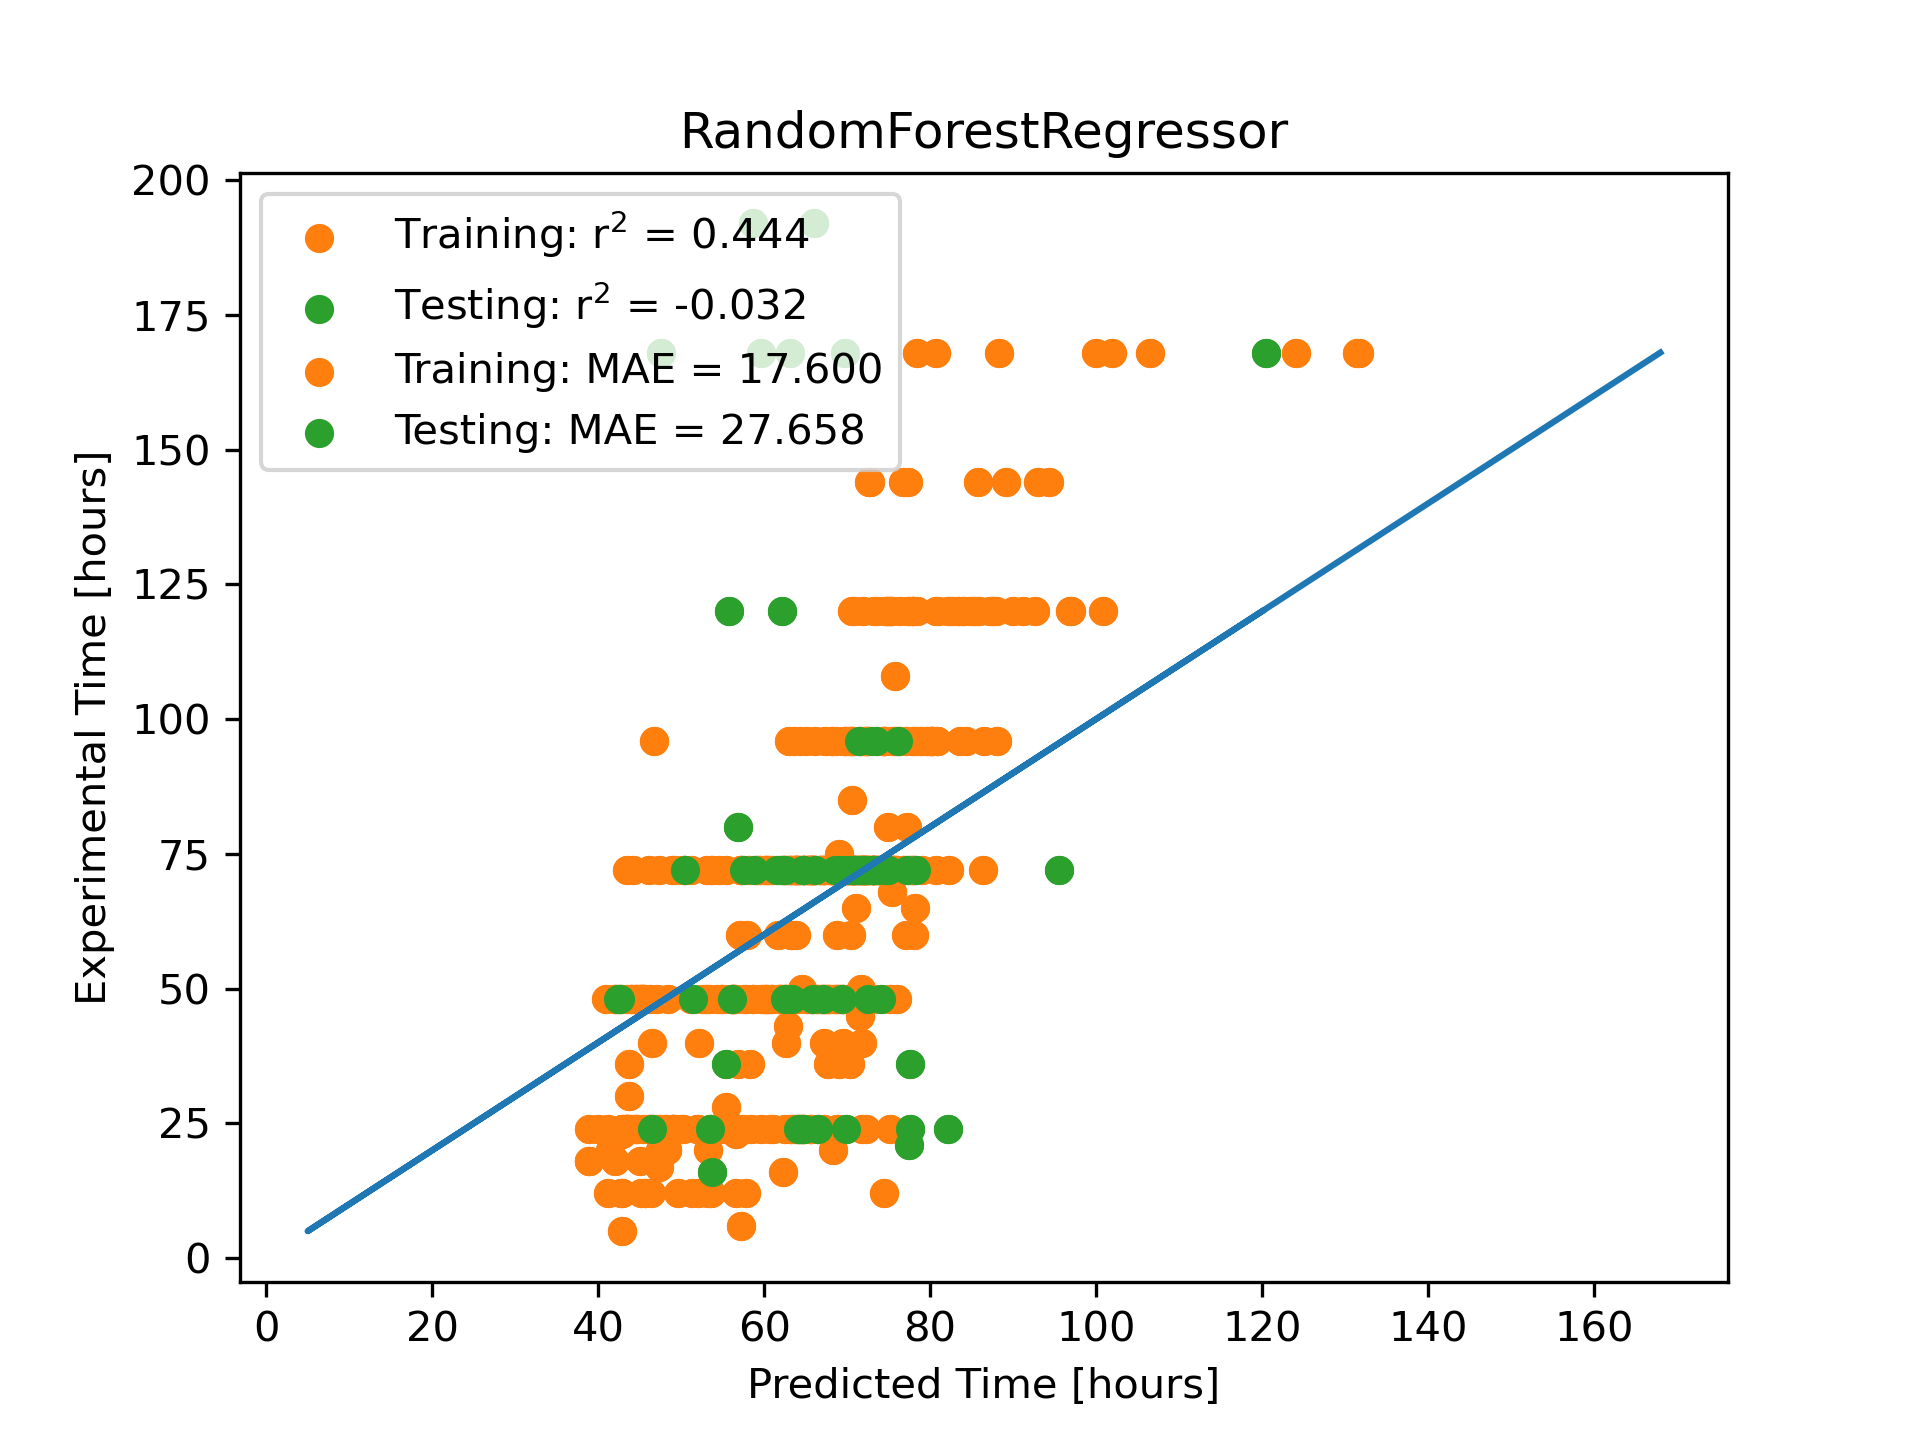 RandomForestRegressor
200
175
150
125
100
75
50
25
0
Experimental Time [hours]
Training: r² = 0.444
Testing: r² = -0.032
Training: MAE = 17.600
Testing: MAE = 27.658
0 20 40 60 80 100 120 140 160
Predicted Time [hours]